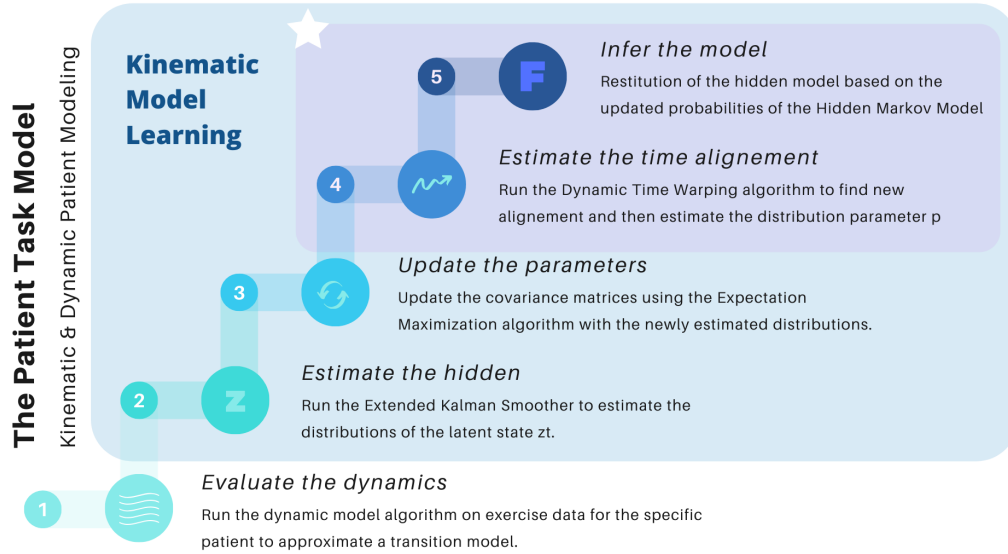 The Patient Task Model
Kinematic & Dynamic Patient Modeling
Kinematic
Model
Learning
5
F
Infer the model
Restitution of the hidden model based on the
updated probabilities of the Hidden Markov Model
4
Estimate the time alignement
Run the Dynamic Time Warping algorithm to find new
alignement and then estimate the distribution parameter p
3
Update the parameters
Update the covariance matrices using the Expectation
Maximization algorithm with the newly estimated distributions.
2
Z
Estimate the hidden
Run the Extended Kalman Smoother to estimate the
distributions of the latent state zt.
1
Evaluate the dynamics
Run the dynamic model algorithm on exercise data for the specific
patient to approximate a transition model.